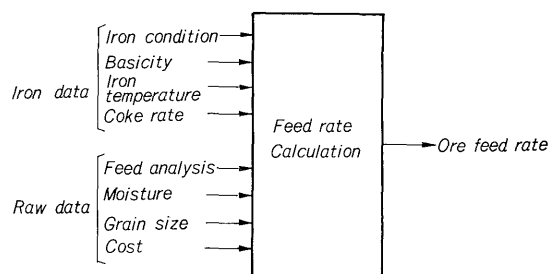 Iron data
Iron condition
Basicity
Iron
temperature
Coke rate
Raw data
Feed analysis
Moisture
Grain size
Cost
Feed rate
Calculation
Ore feed rate